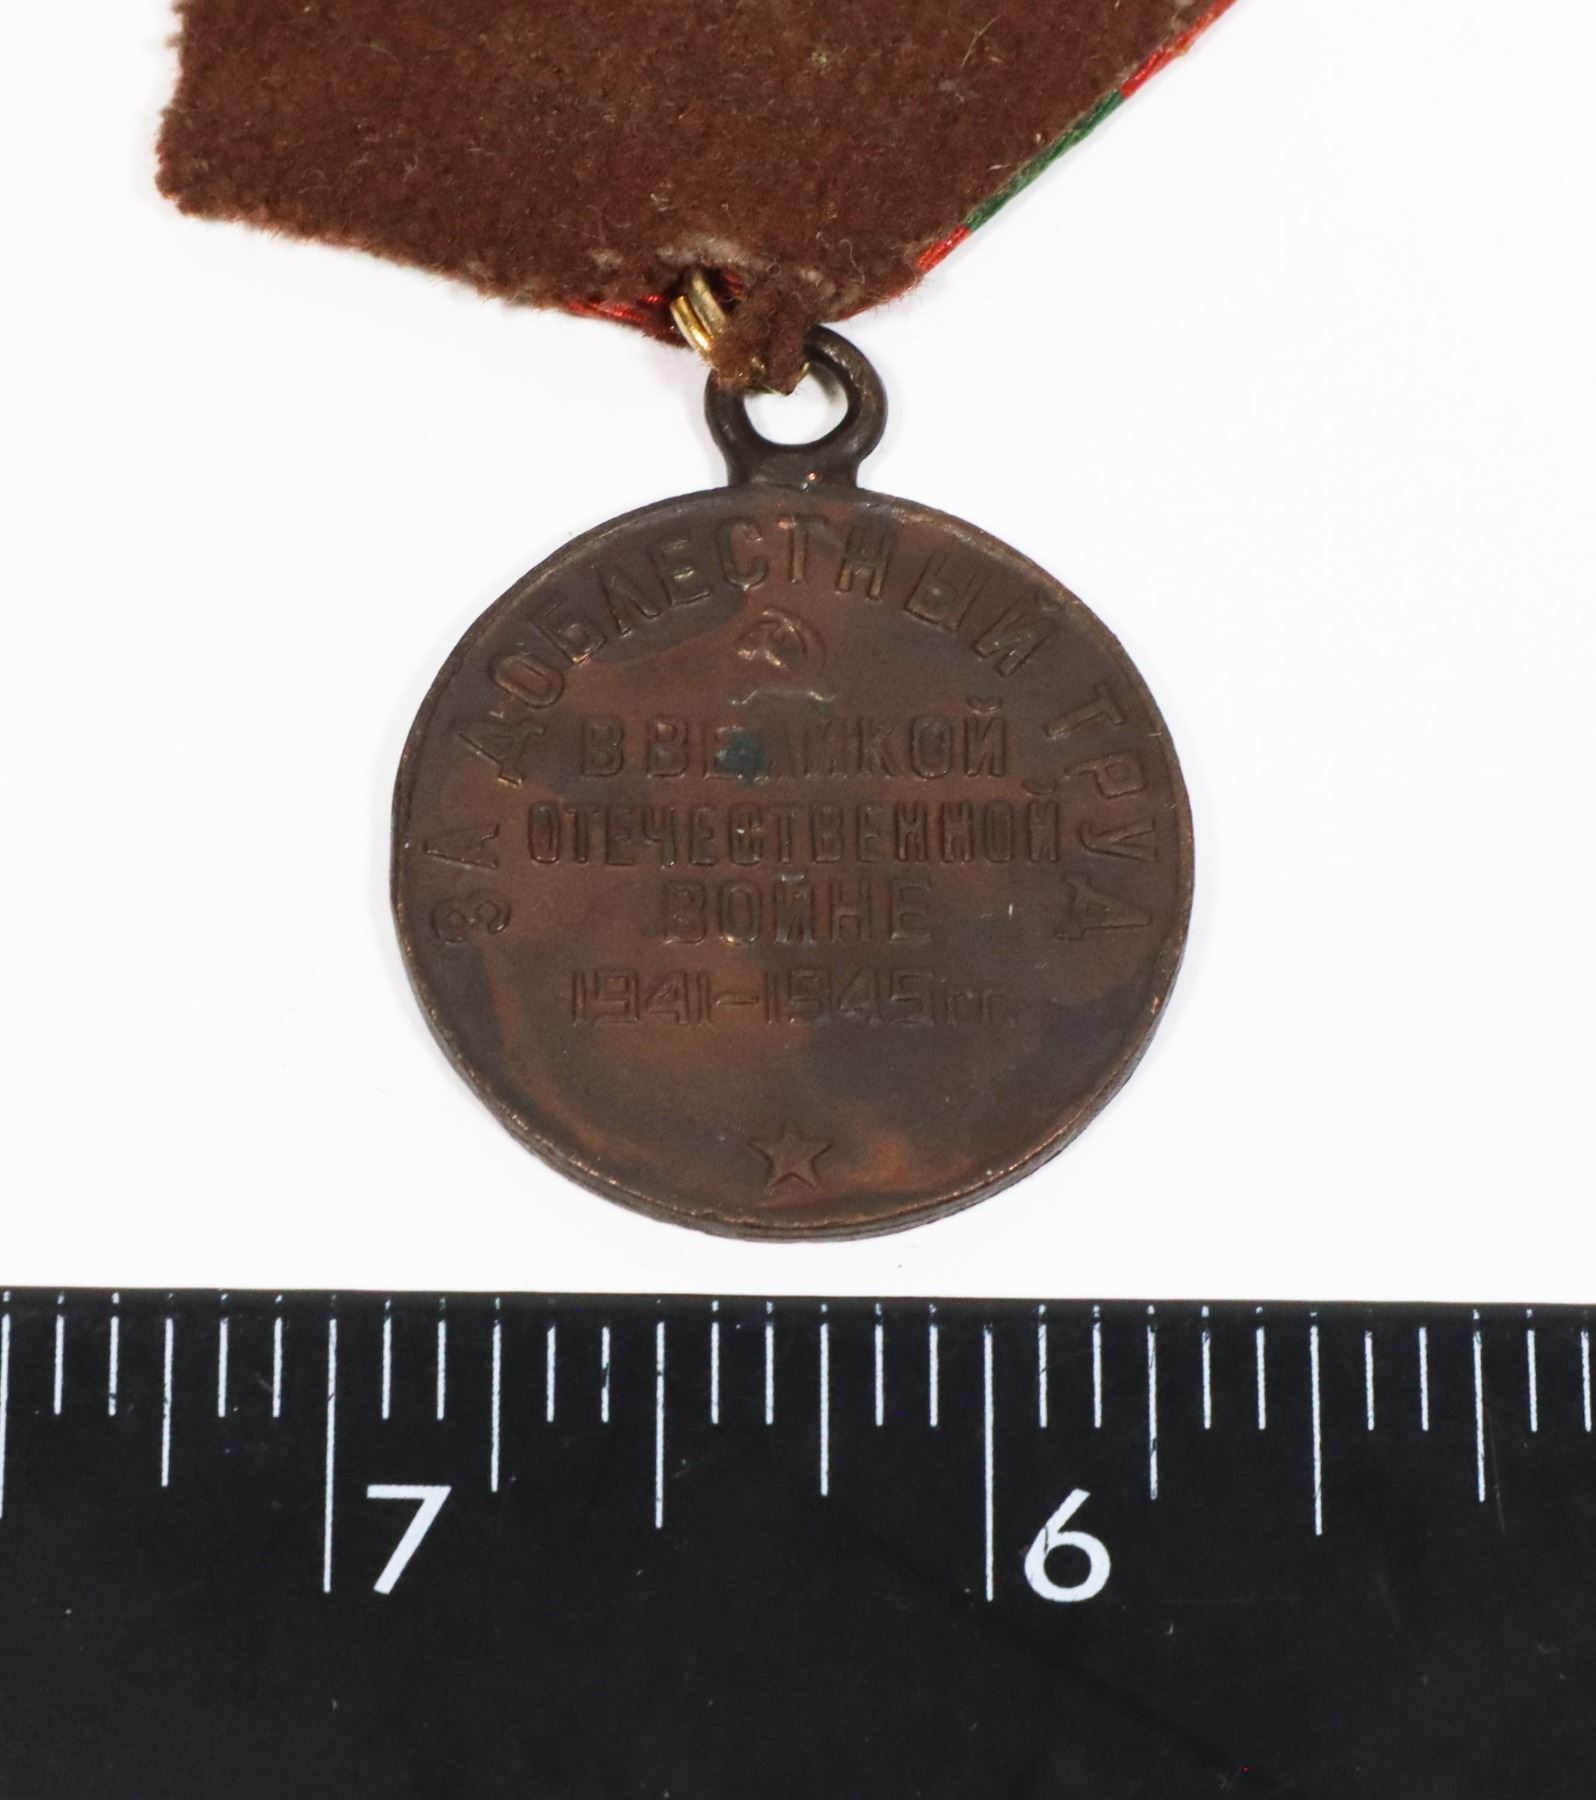 ЗА ДОБЛЕСТНЫЙ ТРУД
В ВЕЛИКОЙ
ОТЕЧЕСТВЕННОЙ
ВОЙНЕ
1941-1945 гг.
7 6